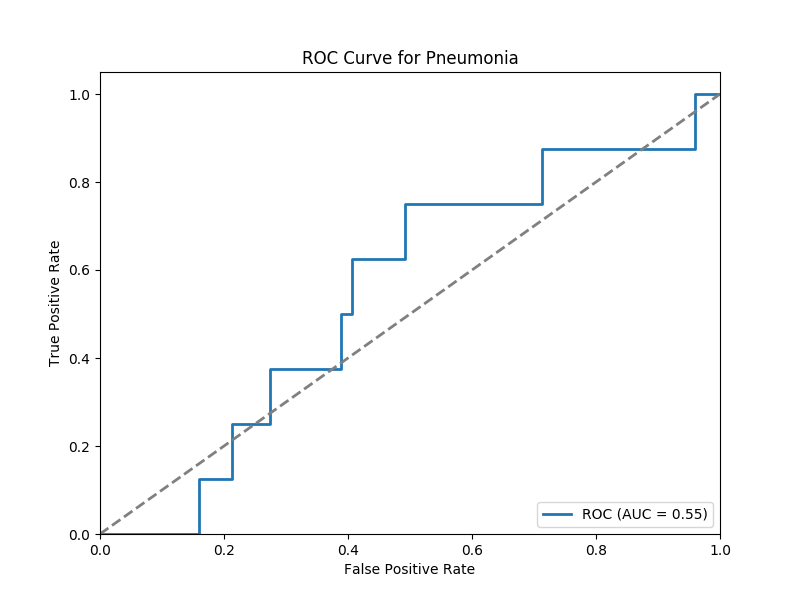 ROC Curve for Pneumonia
True Positive Rate
1.0
0.8
0.6
0.4
0.2
0.0
ROC (AUC = 0.55)
0.0 0.2 0.4 0.6 0.8 1.0
False Positive Rate